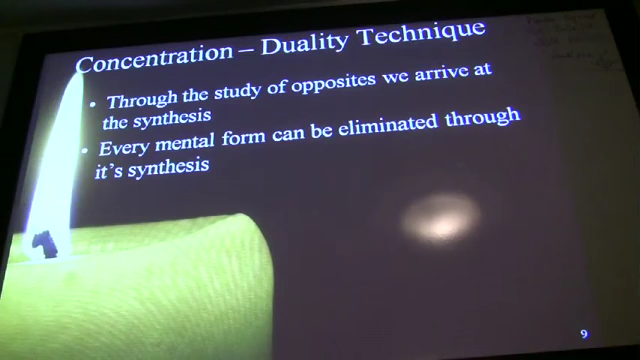 Concentration – Duality Technique
• Through the study of opposites we arrive at
the synthesis
• Every mental form can be eliminated through
it's synthesis
9